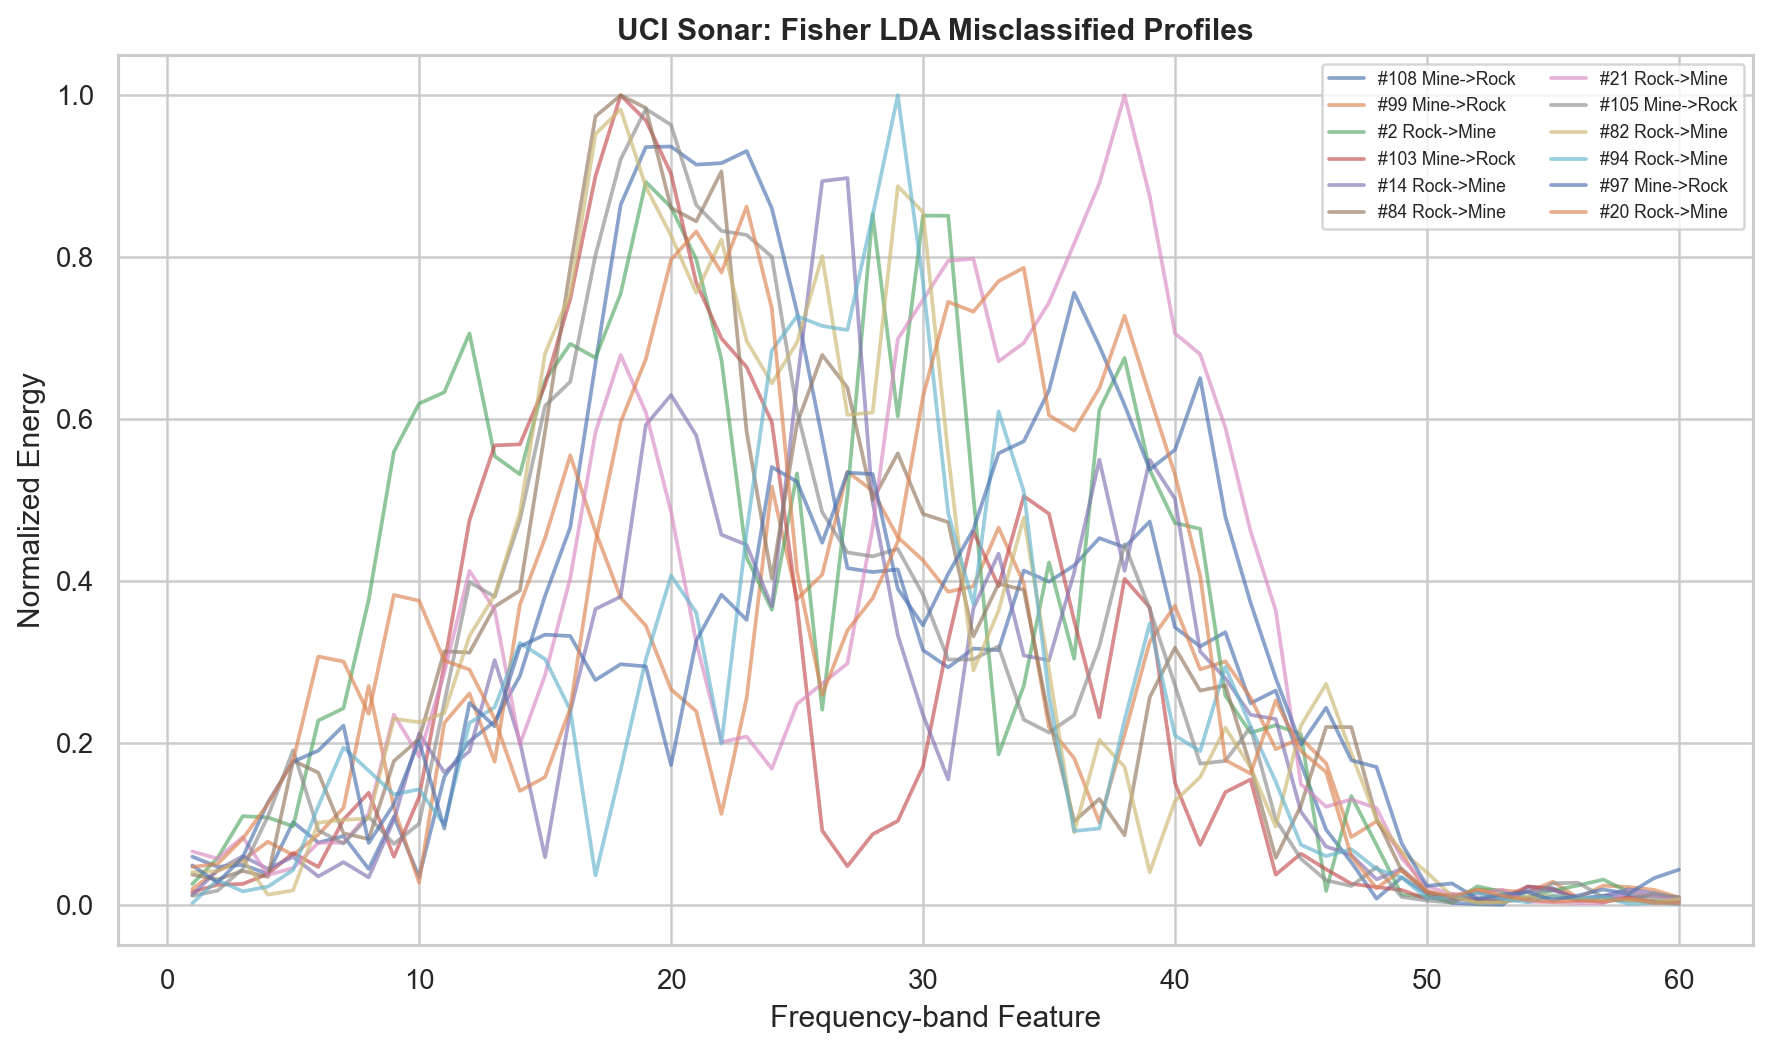 UCI Sonar: Fisher LDA Misclassified Profiles
#108 Mine->Rock
#99 Mine->Rock
#2 Rock->Mine
#103 Mine->Rock
#14 Rock->Mine
#84 Rock->Mine
#21 Rock->Mine
#105 Mine->Rock
#82 Rock->Mine
#94 Rock->Mine
#97 Mine->Rock
#20 Rock->Mine
Normalized Energy
1.0
0.8
0.6
0.4
0.2
0.0
0 10 20 30 40 50 60
Frequency-band Feature